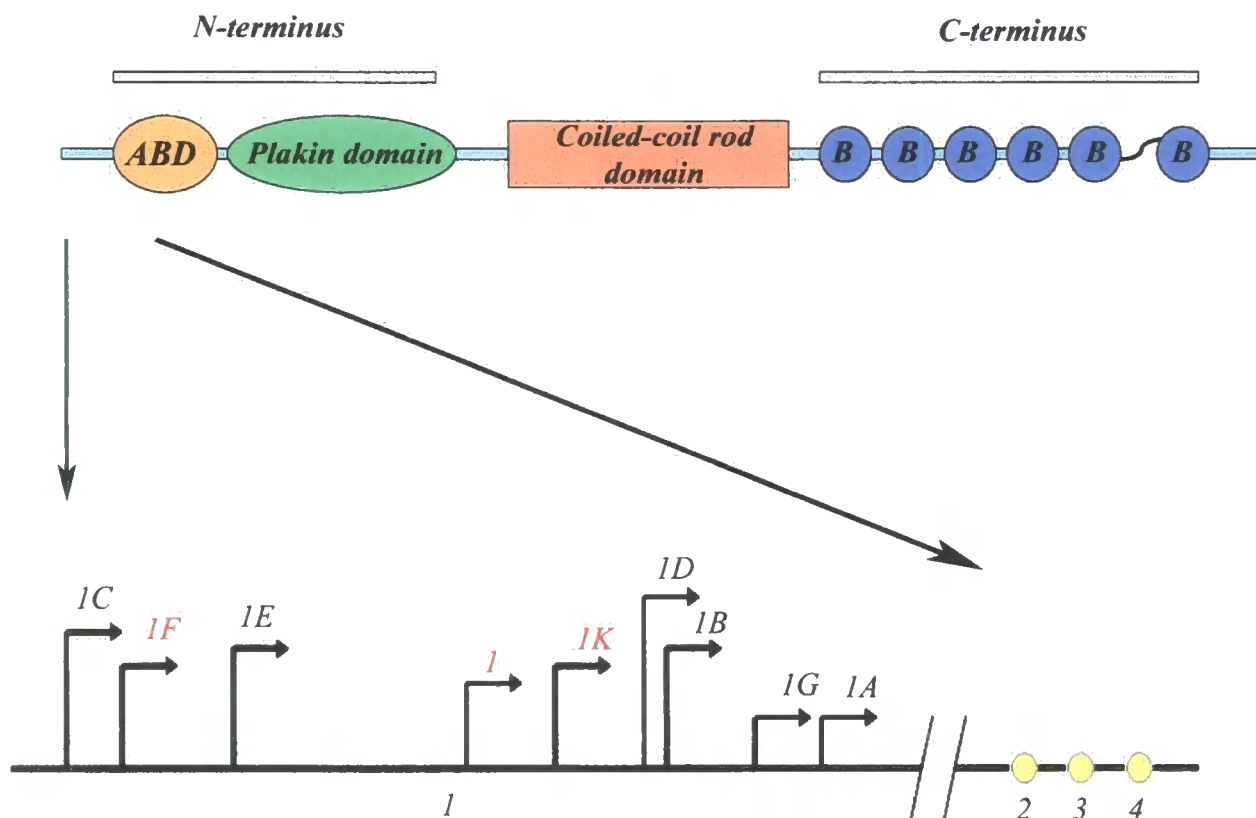 N-terminus C-terminus
ABD Plakin domain Coiled-coil rod domain B B B B B B
1C 1F 1E 1 1K 1D 1B 1G 1A
1 2 3 4